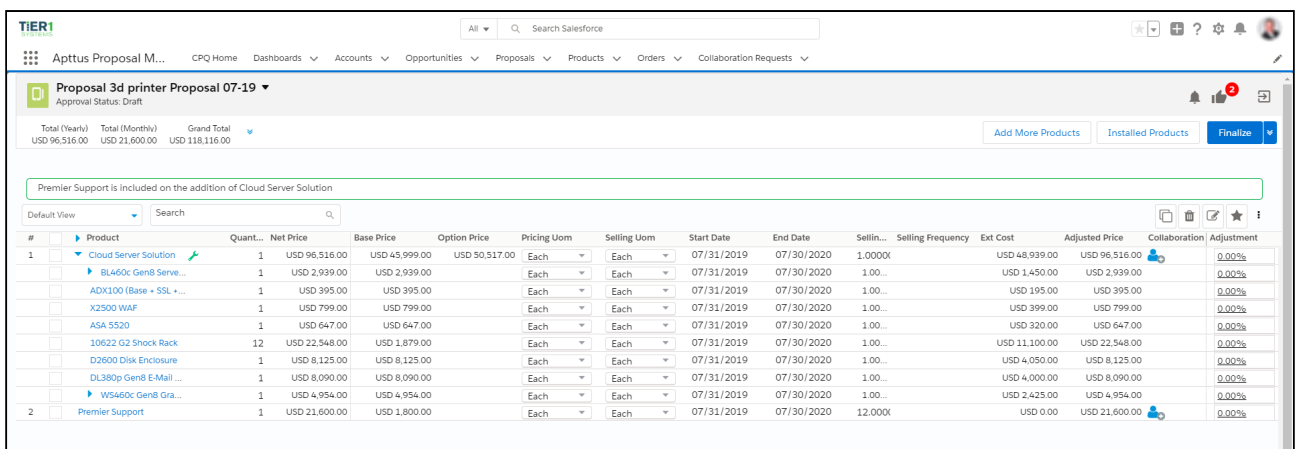 TIER1
SYSTEMS
All
Search Salesforce
Apttus Proposal M... CPQ Home Dashboards Accounts Opportunities Proposals Products Orders Collaboration Requests
Proposal 3d printer Proposal 07-19
Approval Status: Draft
2
Total (Yearly) Total (Monthly) Grand Total
USD 96,516.00 USD 21,600.00 USD 118,116.00
Add More Products Installed Products Finalize
Premier Support is included on the addition of Cloud Server Solution
Default View Search
# Product Quant... Net Price Base Price Option Price Pricing Uom Selling Uom Start Date End Date Sellin... Selling Frequency Ext Cost Adjusted Price Collaboration Adjustment
1 Cloud Server Solution 1 USD 96,516.00 USD 45,999.00 USD 50,517.00 Each Each 07/31/2019 07/30/2020 1.0000( USD 48,939.00 USD 96,516.00 0.00%
BL460c Gen8 Serve... 1 USD 2,939.00 USD 2,939.00 Each Each 07/31/2019 07/30/2020 1.00... USD 1,450.00 USD 2,939.00 0.00%
ADX100 (Base + SSL +... 1 USD 395.00 USD 395.00 Each Each 07/31/2019 07/30/2020 1.00... USD 195.00 USD 395.00 0.00%
X2500 WAF 1 USD 799.00 USD 799.00 Each Each 07/31/2019 07/30/2020 1.00... USD 399.00 USD 799.00 0.00%
ASA 5520 1 USD 647.00 USD 647.00 Each Each 07/31/2019 07/30/2020 1.00... USD 320.00 USD 647.00 0.00%
10622 G2 Shock Rack 12 USD 22,548.00 USD 1,879.00 Each Each 07/31/2019 07/30/2020 1.00... USD 11,100.00 USD 22,548.00 0.00%
D2600 Disk Enclosure 1 USD 8,125.00 USD 8,125.00 Each Each 07/31/2019 07/30/2020 1.00... USD 4,050.00 USD 8,125.00 0.00%
DL380p Gen8 E-Mail ... 1 USD 8,090.00 USD 8,090.00 Each Each 07/31/2019 07/30/2020 1.00... USD 4,000.00 USD 8,090.00 0.00%
WS460c Gen8 Gra... 1 USD 4,954.00 USD 4,954.00 Each Each 07/31/2019 07/30/2020 1.00... USD 2,425.00 USD 4,954.00 0.00%
2 Premier Support 1 USD 21,600.00 USD 1,800.00 Each Each 07/31/2019 07/30/2020 12.000( USD 0.00 USD 21,600.00 0.00%